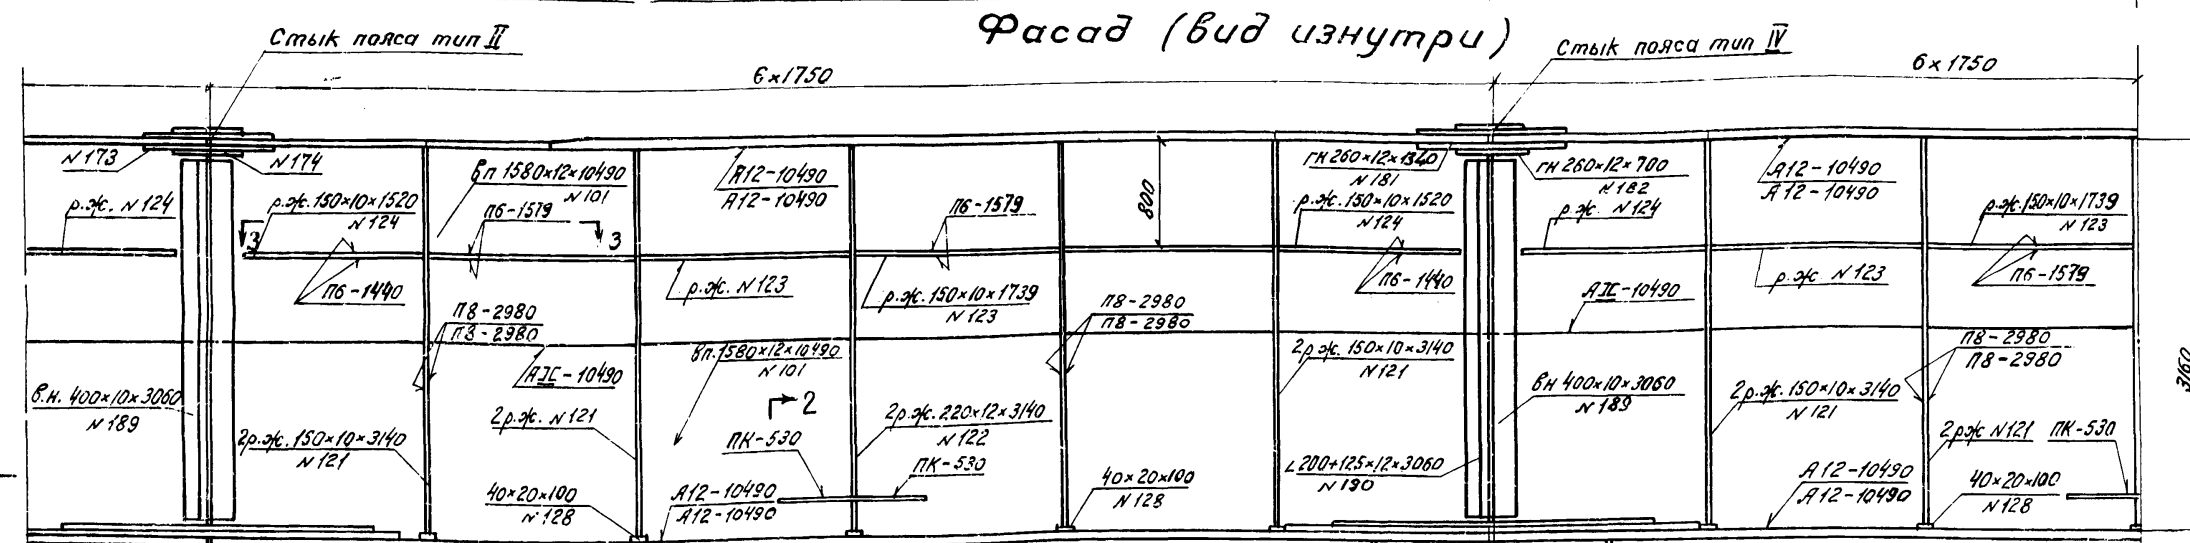 Фасад (вид изнутри)
Стык пояса тип II
Стык пояса тип IV
6×1750
6×1750
N173
N174
вп 1580×12×10490
N101
А12-10490
А12-10490
800
гн 260×12×1340
N181
гн 260×12×700
N182
А12-10490
А12-10490
р.ж. N124
р.ж. 150×10×1520
N124
3
П6-1579
3
П6-1579
р.ж. 150×10×1520
N124
р.ж. N124
р.ж. 150×10×1739
N123
П6-1440
р.ж. N123
р.ж. 150×10×1739
N123
П6-1440
р.ж N123
П6-1579
П8-2980
П8-2980
П8-2980
П8-2980
-10490
П8-2980
П8-2980
3160
вп. 1580×12×10490
N101
-10490
2р.ж. 150×10×3140
N121
в.н. 400×10×3060
N189
2
вн 400×10×3060
N189
2р.ж. 150×10×3140
N121
2р.ж. N121
2р.ж. 220×12×3140
N122
2р.ж. 150×10×3140
N121
ПК-530
ПК-530
2рж N121
ПК-530
L200+125×12×3060
N190
40×20×100
N128
А12-10490
А12-10490
40×20×100
N128
А12-10490
А12-10490
40×20×100
N128